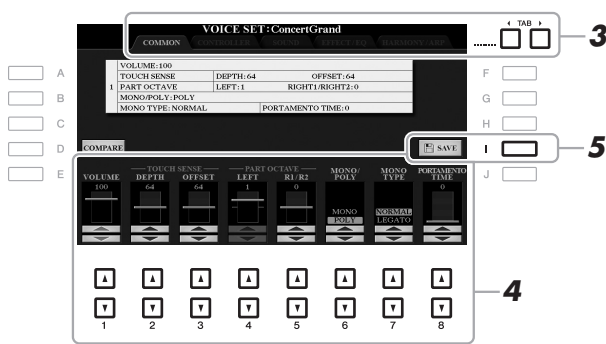 VOICE SET:ConcertGrand
TAB
3
COMMON CONTROLLER SOUND EFFECT/EQ HARMONY/ARP
A
B
C
D
E
F
G
H
I
J
VOLUME:100
TOUCH SENSE DEPTH:64 OFFSET:64
1 PART OCTAVE LEFT:1 RIGHT1/RIGHT2:0
MONO/POLY:POLY
MONO TYPE: NORMAL PORTAMENTO TIME:0
COMPARE
SAVE
5
TOUCH SENSE PART OCTAVE
VOLUME DEPTH OFFSET LEFT R1/R2 MONO/ POLY MONO TYPE PORTAMENTO TIME
100 64 64 1 0 0
MONO NORMAL
POLY LEGATO
4
1 2 3 4 5 6 7 8